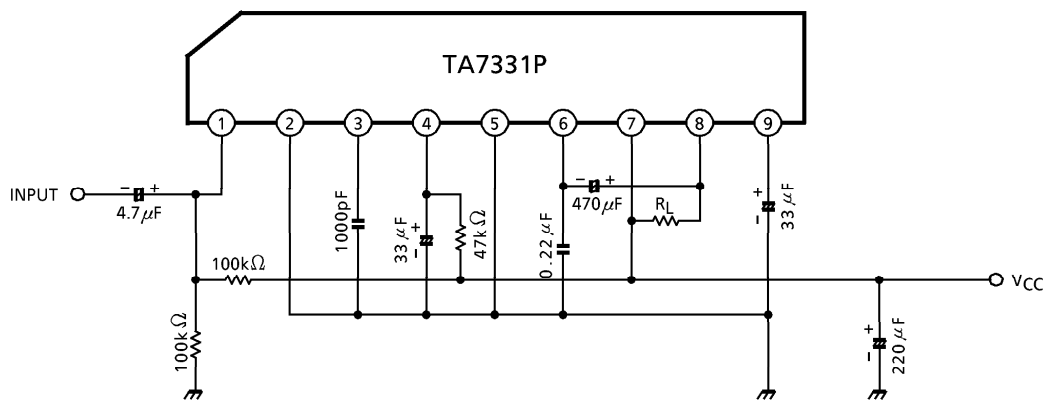 TA7331P
1 2 3 4 5 6 7 8 9
INPUT
- +
4.7μF
1000pF
33μF
+
-
47kΩ
- +
470μF
RL
0.22μF
+
-
33μF
100kΩ
VCC
100kΩ
+
-
220μF